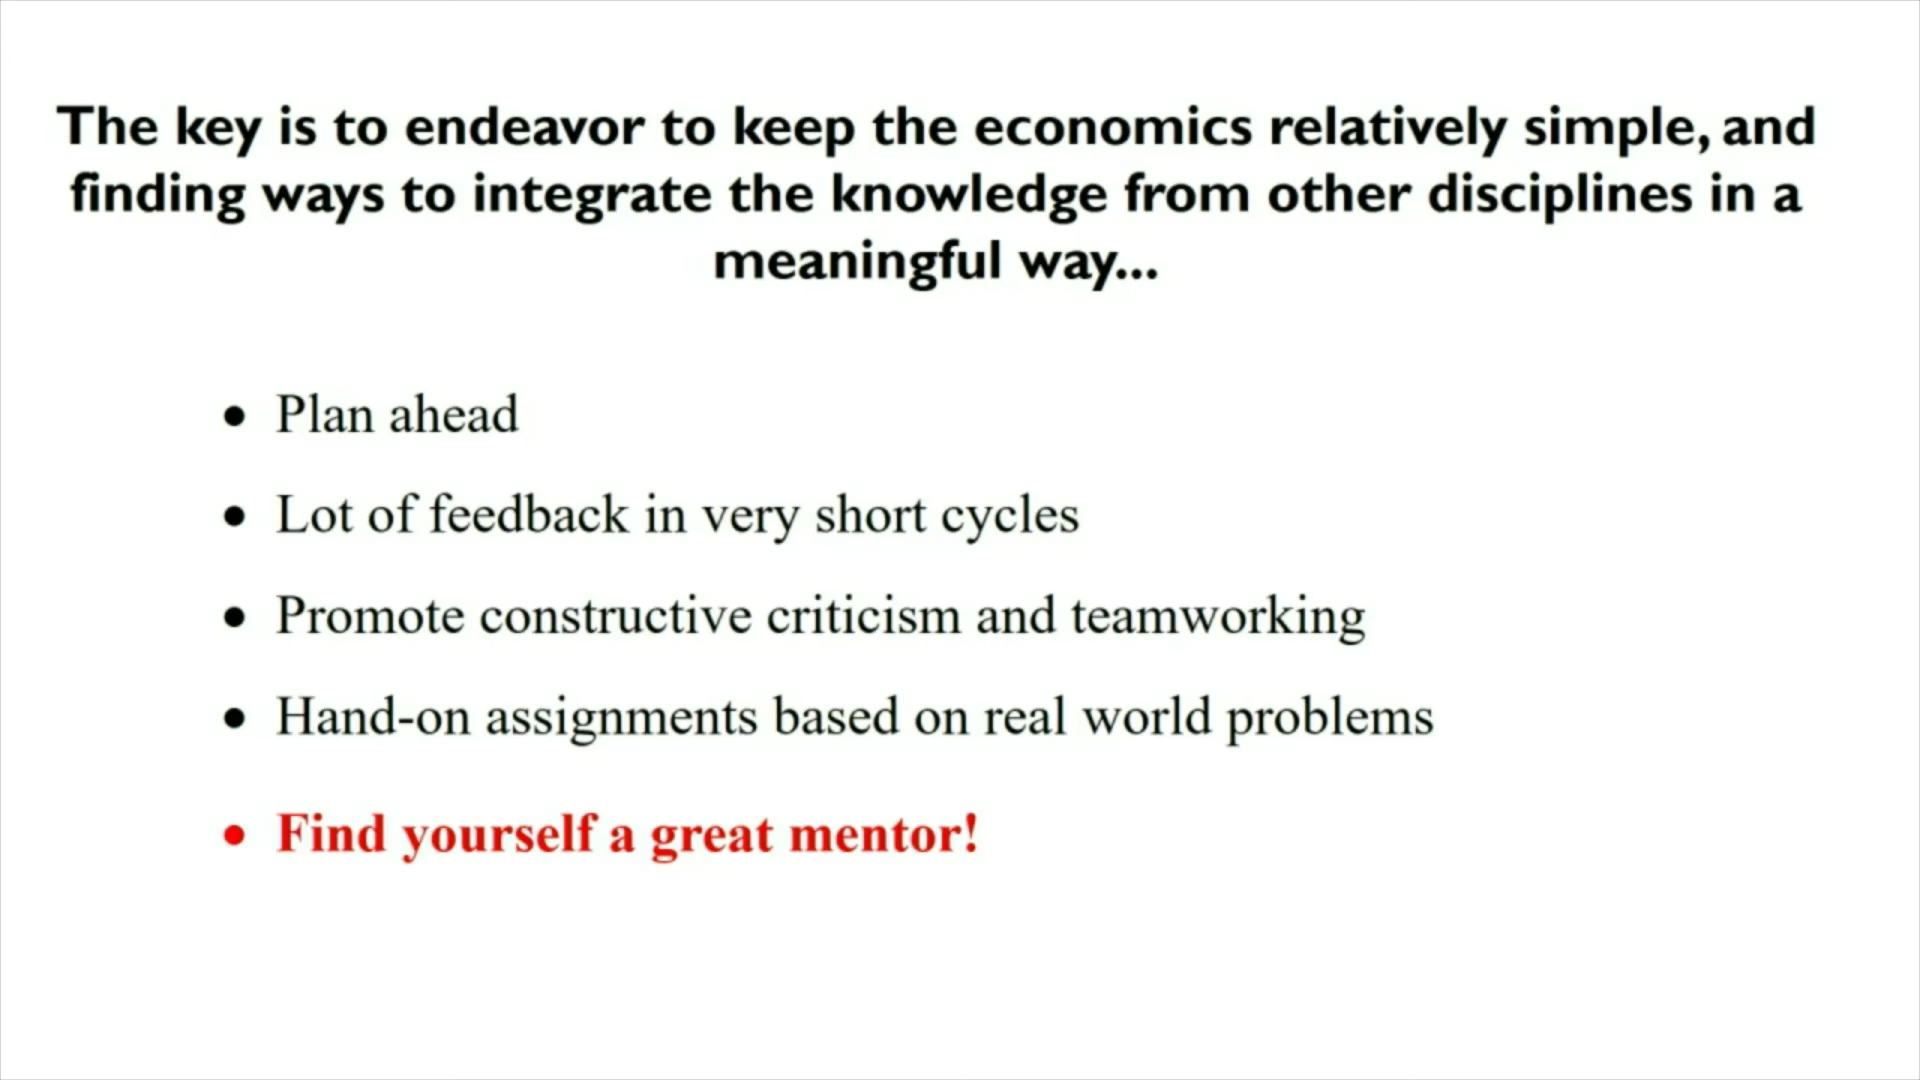 The key is to endeavor to keep the economics relatively simple, and
finding ways to integrate the knowledge from other disciplines in a
meaningful way...
• Plan ahead
• Lot of feedback in very short cycles
• Promote constructive criticism and teamworking
• Hand-on assignments based on real world problems
• Find yourself a great mentor!